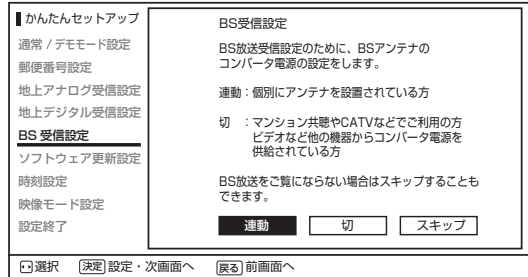 かんたんセットアップ
通常 / デモモード設定
郵便番号設定
地上アナログ受信設定
地上デジタル受信設定
BS 受信設定
ソフトウェア更新設定
時刻設定
映像モード設定
設定終了
BS受信設定
BS放送受信設定のために、BSアンテナの
コンバータ電源の設定をします。
連動：個別にアンテナを設置されている方
切　：マンション共聴やCATVなどでご利用の方
ビデオなど他の機器からコンバータ電源を
供給されている方
BS放送をご覧にならない場合はスキップすることも
できます。
連動 切 スキップ
選択 決定 設定・次画面へ 戻る 前画面へ